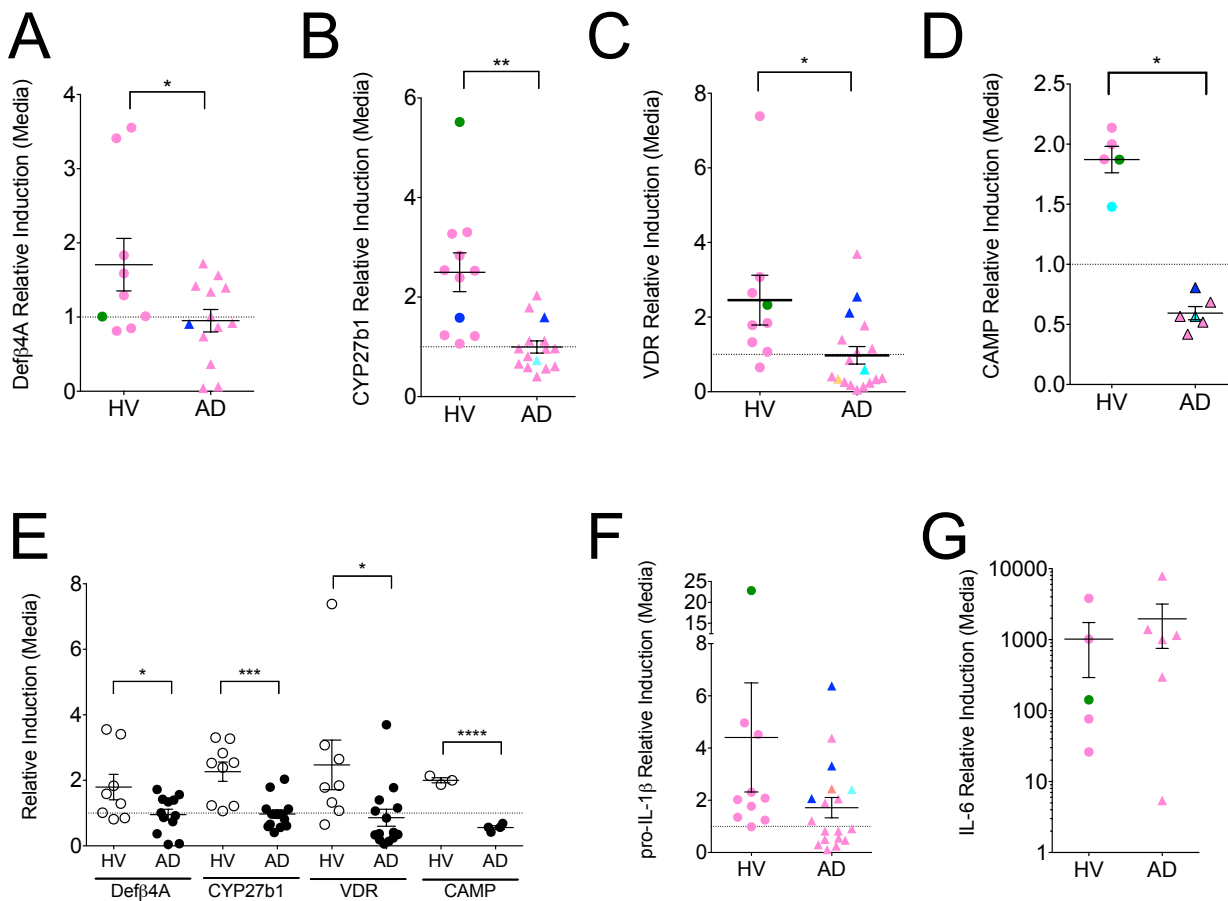 A
Defβ4A Relative Induction (Media)
4
3
2
1
0
*
HV
AD
B
CYP27b1 Relative Induction (Media)
6
4
2
0
**
HV
AD
C
VDR Relative Induction (Media)
8
6
4
2
0
*
HV
AD
D
CAMP Relative Induction (Media)
2.5
2.0
1.5
1.0
0.5
0.0
*
HV
AD
E
Relative Induction (Media)
8
6
4
2
0
*
***
*
****
HV AD HV AD HV AD HV AD
Defβ4A CYP27b1 VDR CAMP
F
pro-IL-1β Relative Induction (Media)
25
20
15
10
8
6
4
2
0
HV
AD
G
IL-6 Relative Induction (Media)
10000
1000
100
10
1
HV
AD